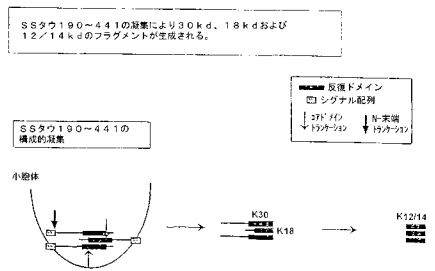 SSタウ190～441の凝集により30kd、18kdおよび
12／14kdのフラグメントが生成される。
反復ドメイン
シグナル配列
コアドメイン
トランケーション
N-末端
トランケーション
SSタウ190～441の
構成的凝集
小胞体
K30
K18
K12/14